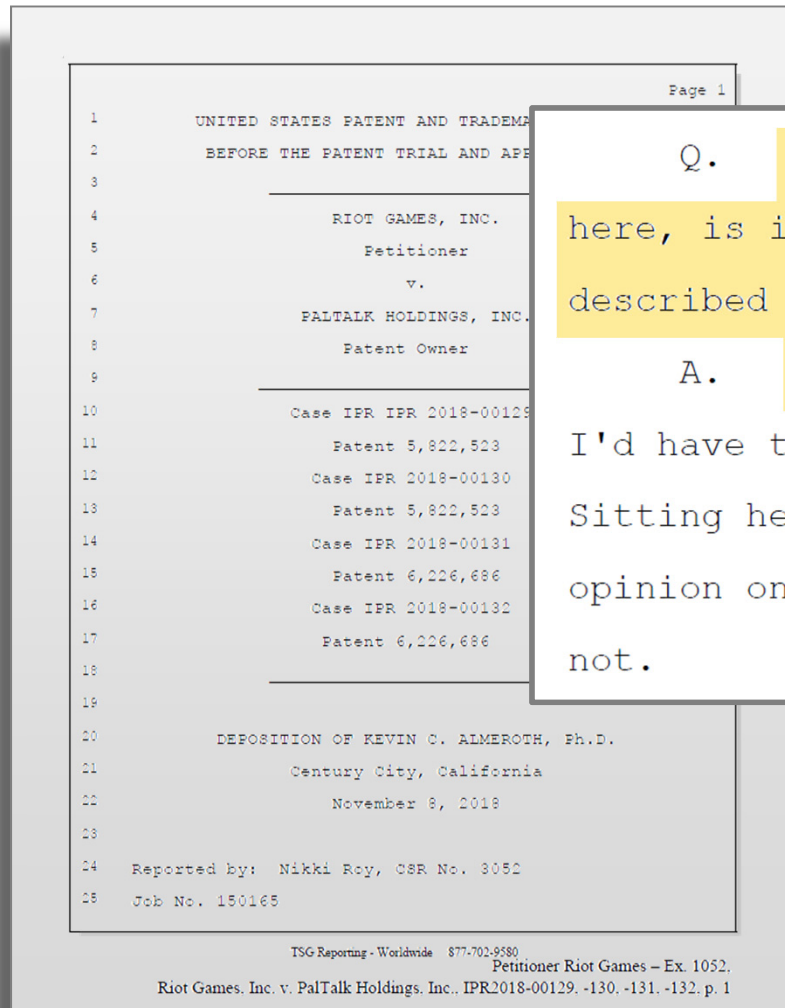 Page 1
1 UNITED STATES PATENT AND TRADEMA
2 BEFORE THE PATENT TRIAL AND APP
3
4 RIOT GAMES, INC.
5 Petitioner
6 v.
7 PALTALK HOLDINGS, INC.
8 Patent Owner
9
10 Case IPR IPR 2018-00129
11 Patent 5,822,523
12 Case IPR 2018-00130
13 Patent 5,822,523
14 Case IPR 2018-00131
15 Patent 6,226,686
16 Case IPR 2018-00132
17 Patent 6,226,686
18
19
20 DEPOSITION OF KEVIN C. ALMEROTH, Ph.D.
21 Century City, California
22 November 8, 2018
23
24 Reported by: Nikki Roy, CSR No. 3052
25 Job No. 150165
TSG Reporting - Worldwide 877-702-9580
Petitioner Riot Games – Ex. 1052,
Riot Games, Inc. v. PalTalk Holdings, Inc., IPR2018-00129, -130, -131, -132, p. 1
Q.
here, is i
described
A.
I'd have t
Sitting he
opinion on
not.